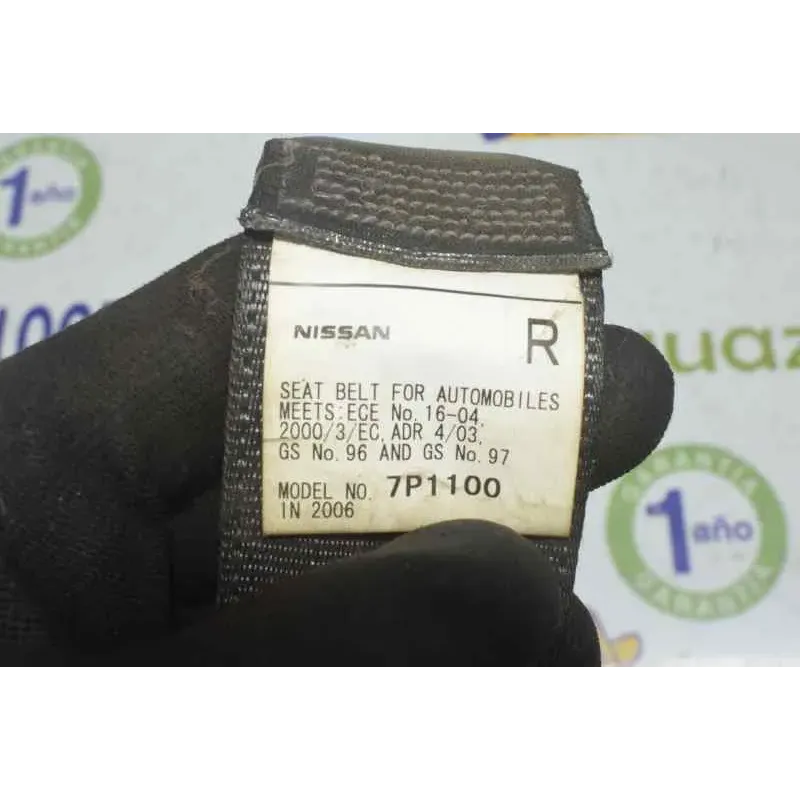 NISSAN R
SEAT BELT FOR AUTOMOBILES
MEETS:ECE No. 16-04,
2000/3/EC, ADR 4/03,
GS No. 96 AND GS No. 97
MODEL NO. 7P1100
IN 2006
1 año
GARANTIA
1 año
GARANTIA